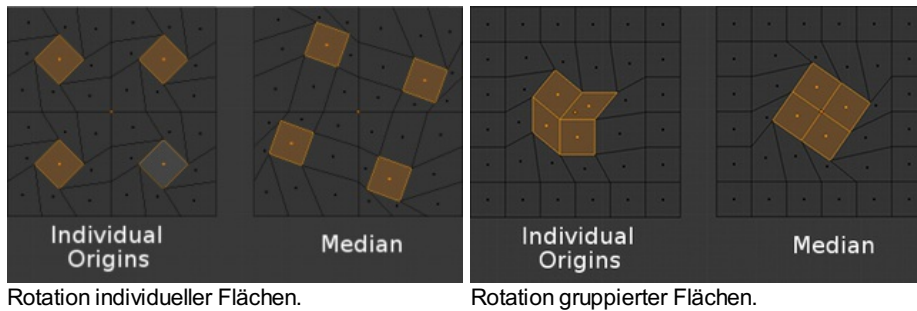 Individual
Origins
Median
Rotation individueller Flächen.
Individual
Origins
Median
Rotation gruppierter Flächen.